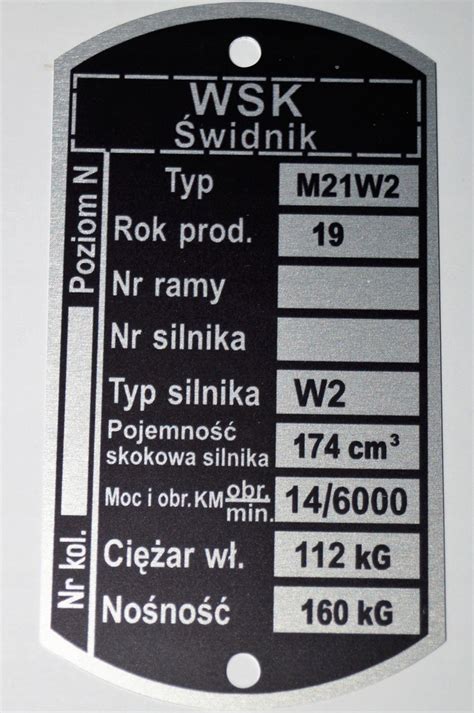 WSK
Świdnik
Typ M21W2
Rok prod. 19
Nr ramy
Nr silnika
Typ silnika W2
Pojemność
skokowa silnika 174 cm³
Moc i obr. KM obr./min. 14/6000
Ciężar wł. 112 kG
Nośność 160 kG
Poziom N
Nr kol.